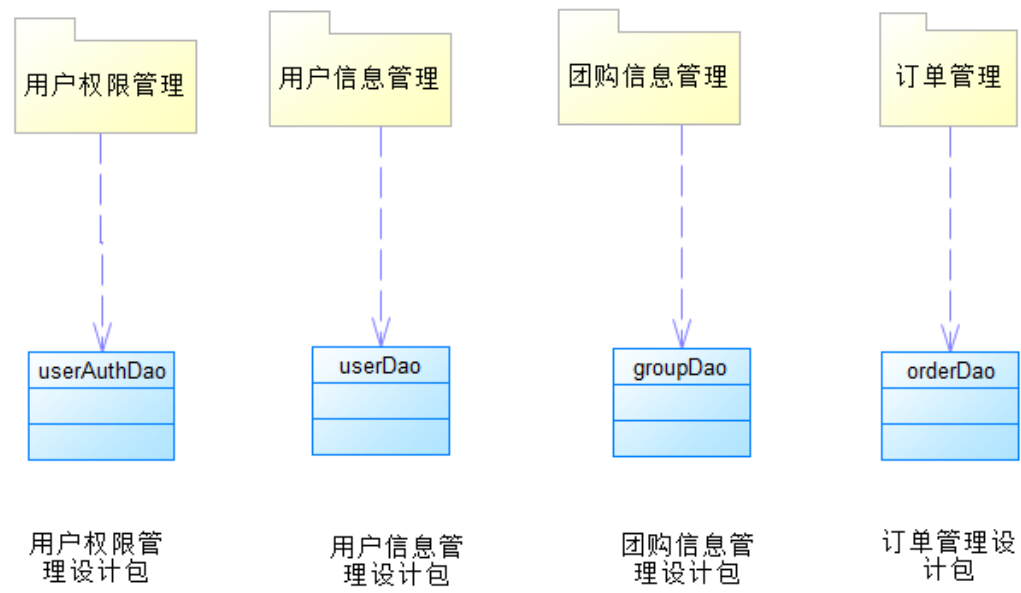 用户权限管理
用户信息管理
团购信息管理
订单管理
userAuthDao
userDao
groupDao
orderDao
用户权限管
理设计包
用户信息管
理设计包
团购信息管
理设计包
订单管理设
计包